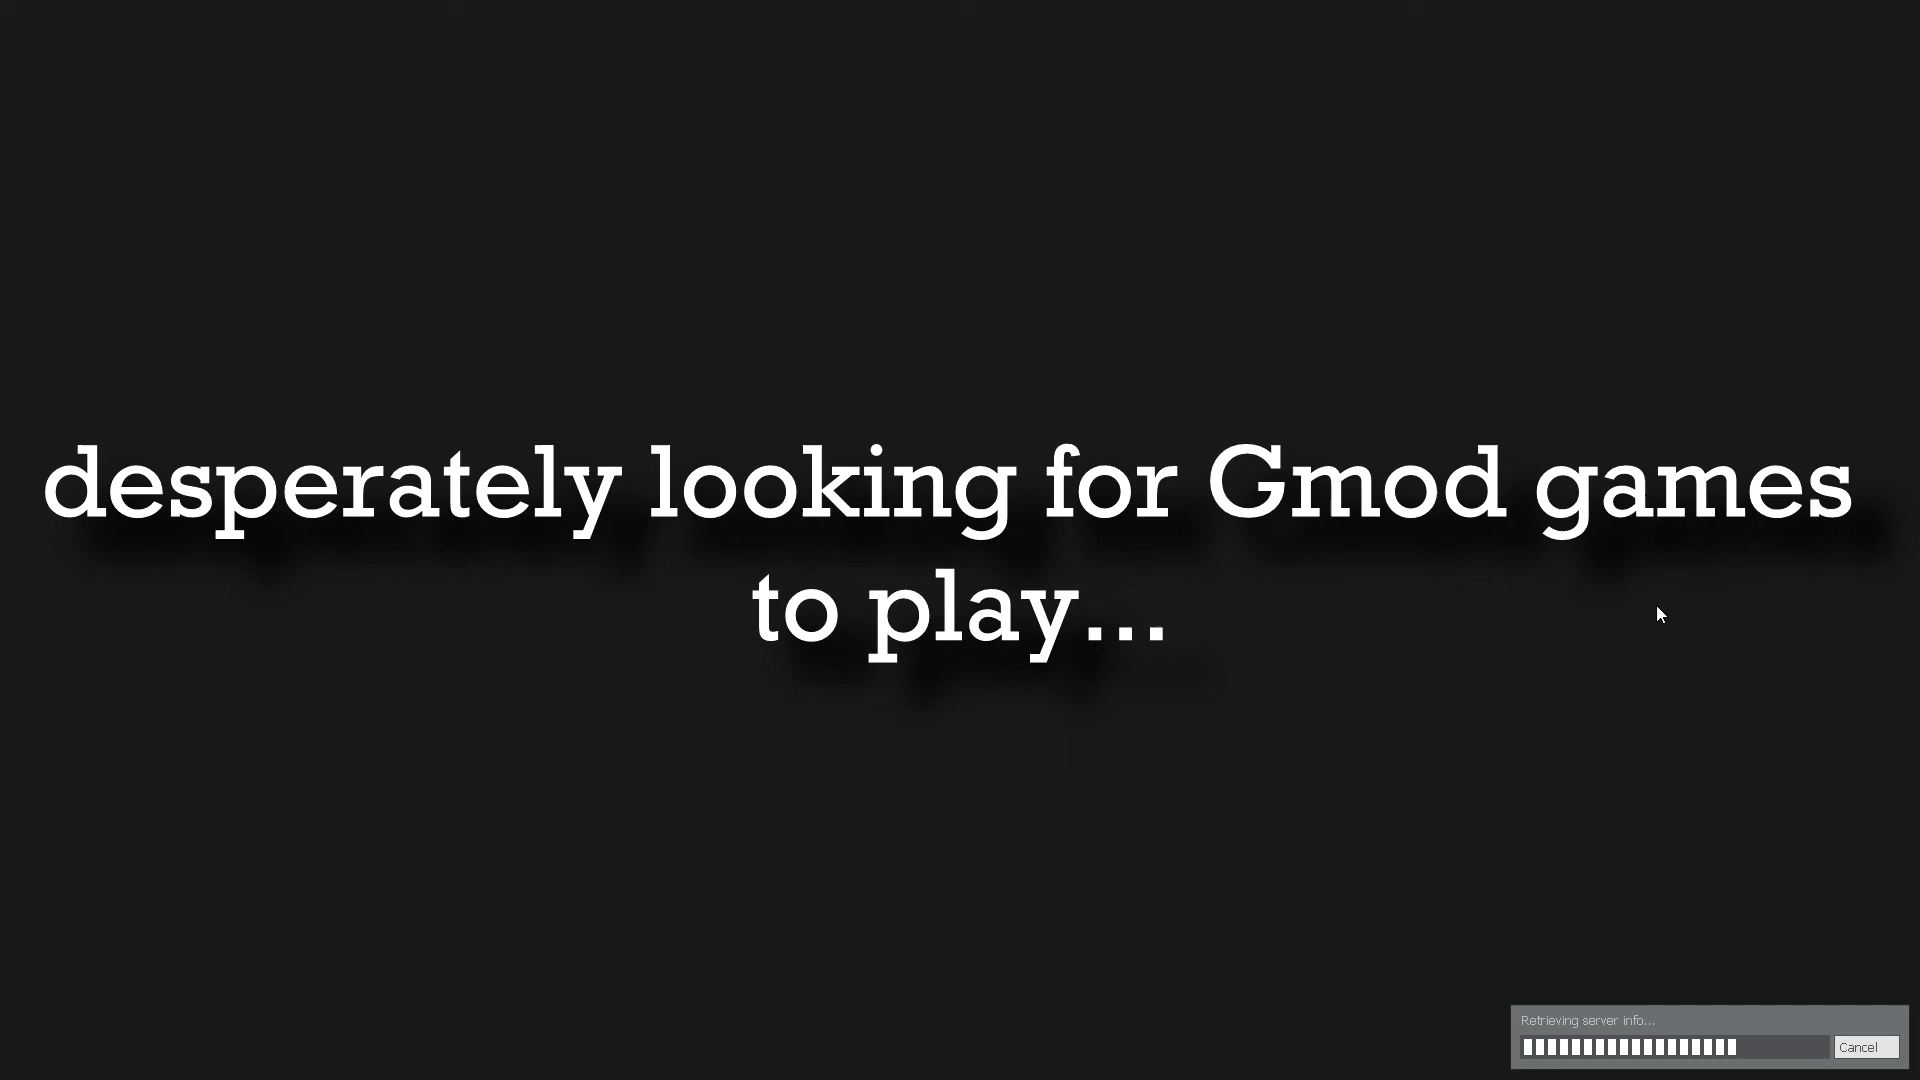 desperately looking for Gmod games
to play...
Retrieving server info...
Cancel